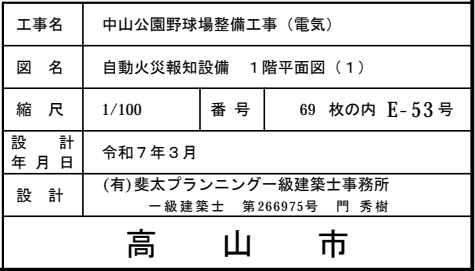 工事名 中山公園野球場整備工事（電気）
図 名 自動火災報知設備 1階平面図（1）
縮 尺 1/100 番 号 69 枚の内 E-53号
設 計
年 月 日 令和7年3月
設 計 (有)斐太プランニング一級建築士事務所
一級建築士 第266975号 門 秀樹
高 山 市